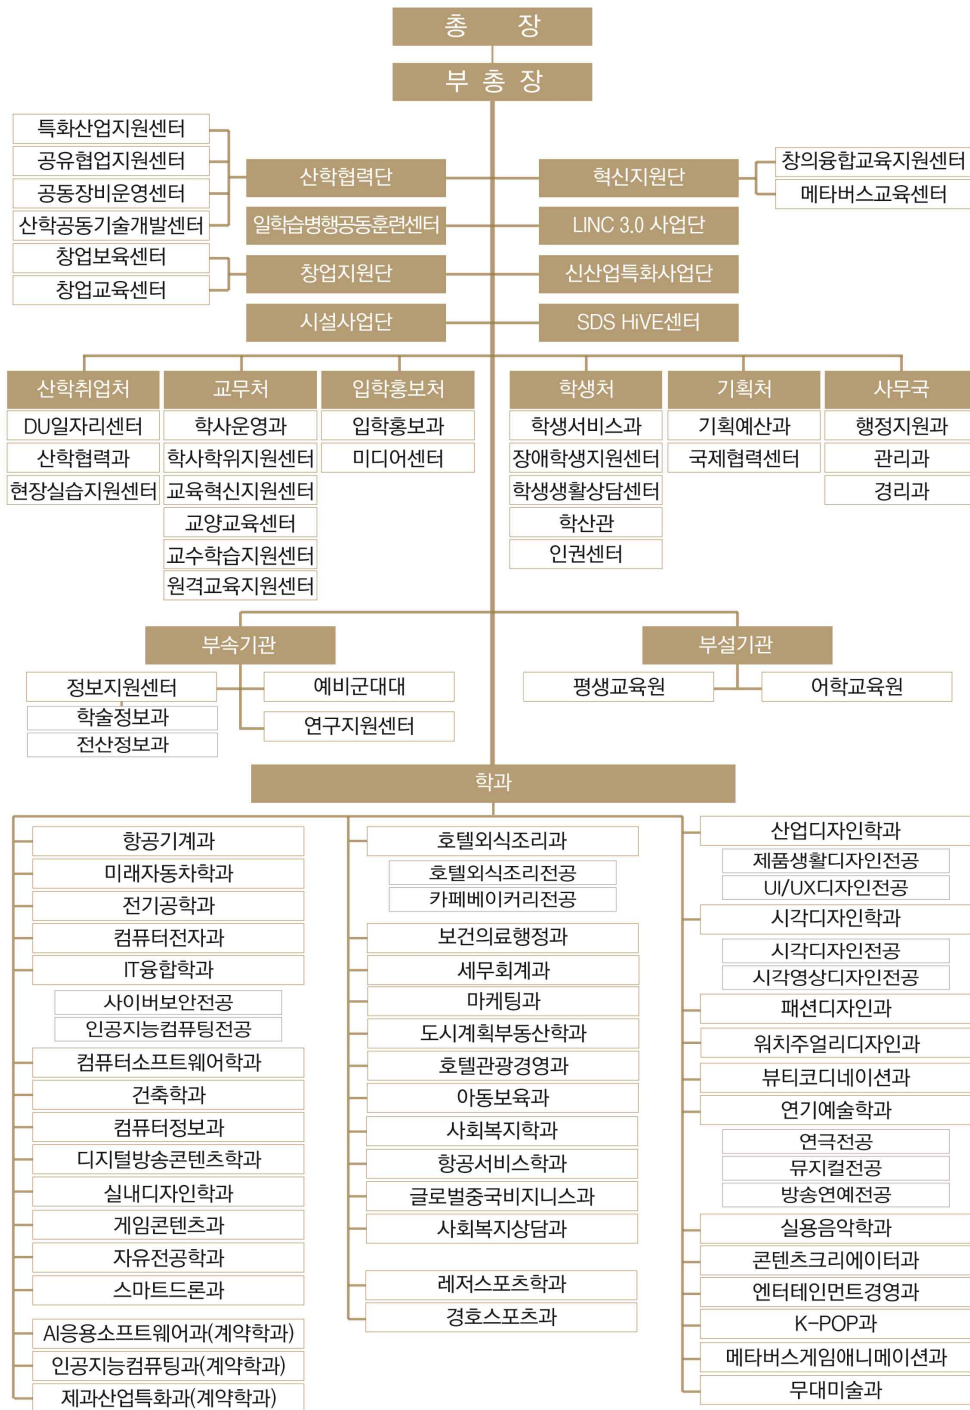 총 장
부 총 장
특화산업지원센터
공유협업지원센터
공동장비운영센터
산학공동기술개발센터
창업보육센터
창업교육센터
산학협력단
일학습병행공동훈련센터
창업지원단
시설사업단
혁신지원단
LINC 3.0 사업단
신산업특화사업단
SDS HiVE센터
창의융합교육지원센터
메타버스교육센터
산학취업처
DU일자리센터
산학협력과
현장실습지원센터
교무처
학사운영과
학사학위지원센터
교육혁신지원센터
교양교육센터
교수학습지원센터
원격교육지원센터
입학홍보처
입학홍보과
미디어센터
학생처
학생서비스과
장애학생지원센터
학생생활상담센터
학산관
인권센터
기획처
기획예산과
국제협력센터
사무국
행정지원과
관리과
경리과
부속기관
정보지원센터
학술정보과
전산정보과
예비군대대
연구지원센터
부설기관
평생교육원
어학교육원
학과
항공기계과
미래자동차학과
전기공학과
컴퓨터전자과
IT융합학과
사이버보안전공
인공지능컴퓨팅전공
컴퓨터소프트웨어학과
건축학과
컴퓨터정보과
디지털방송콘텐츠학과
실내디자인학과
게임콘텐츠과
자유전공학과
스마트드론과
AI응용소프트웨어과(계약학과)
인공지능컴퓨팅과(계약학과)
제과산업특화과(계약학과)
호텔외식조리과
호텔외식조리전공
카페베이커리전공
보건의료행정과
세무회계과
마케팅과
도시계획부동산학과
호텔관광경영과
아동보육과
사회복지학과
항공서비스학과
글로벌중국비지니스과
사회복지상담과
레저스포츠학과
경호스포츠과
산업디자인학과
제품생활디자인전공
UI/UX디자인전공
시각디자인학과
시각디자인전공
시각영상디자인전공
패션디자인과
워치주얼리디자인과
뷰티코디네이션과
연기예술학과
연극전공
뮤지컬전공
방송연예전공
실용음악학과
콘텐츠크리에이터과
엔터테인먼트경영과
K-POP과
메타버스게임애니메이션과
무대미술과